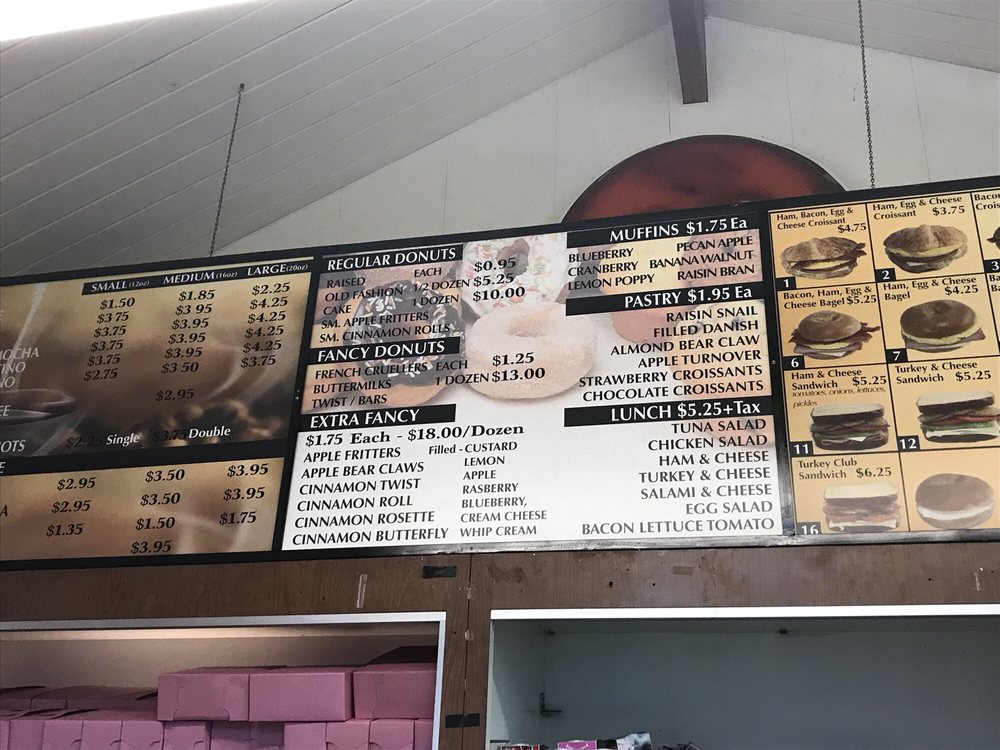 SMALL (12oz) MEDIUM (16oz) LARGE (20oz)
$1.50 $1.85 $2.25
$3.75 $3.95 $4.25
$3.75 $3.95 $4.25
MOCHA $3.75 $3.95 $4.25
$3.75 $3.95 $4.25
$2.75 $3.50 $3.75
$2.95
Single $3.75 Double
$2.95 $3.50 $3.95
$2.95 $3.50 $3.95
$1.35 $1.50 $1.75
$3.95
REGULAR DONUTS
RAISED
OLD FASHION
CAKE
SM. APPLE FRITTERS
SM. CINNAMON ROLLS
EACH $0.95
1/2 DOZEN $5.25
1 DOZEN $10.00
FANCY DONUTS
FRENCH CRUELLERS
BUTTERMILKS
TWIST / BARS
EACH $1.25
1 DOZEN $13.00
EXTRA FANCY
$1.75 Each - $18.00/Dozen
APPLE FRITTERS
APPLE BEAR CLAWS
CINNAMON TWIST
CINNAMON ROLL
CINNAMON ROSETTE
CINNAMON BUTTERFLY
Filled - CUSTARD
LEMON
APPLE
RASBERRY
BLUEBERRY,
CREAM CHEESE
WHIP CREAM
MUFFINS $1.75 Ea
BLUEBERRY PECAN APPLE
CRANBERRY BANANA WALNUT
LEMON POPPY RAISIN BRAN
PASTRY $1.95 Ea
RAISIN SNAIL
FILLED DANISH
ALMOND BEAR CLAW
APPLE TURNOVER
STRAWBERRY CROISSANTS
CHOCOLATE CROISSANTS
LUNCH $5.25+Tax
TUNA SALAD
CHICKEN SALAD
HAM & CHEESE
TURKEY & CHEESE
SALAMI & CHEESE
EGG SALAD
BACON LETTUCE TOMATO
Ham, Bacon, Egg &
Cheese Croissant
$4.75
1
Ham, Egg & Cheese
Croissant $3.75
2
3
Bacon, Ham, Egg &
Cheese Bagel $5.25
6
Ham, Egg & Cheese
Bagel $4.25
7
Ham & Cheese
Sandwich $5.25
tomatoes, onions, lettuces,
pickles
11
Turkey & Cheese
Sandwich $5.25
12
Turkey Club
Sandwich $6.25
16